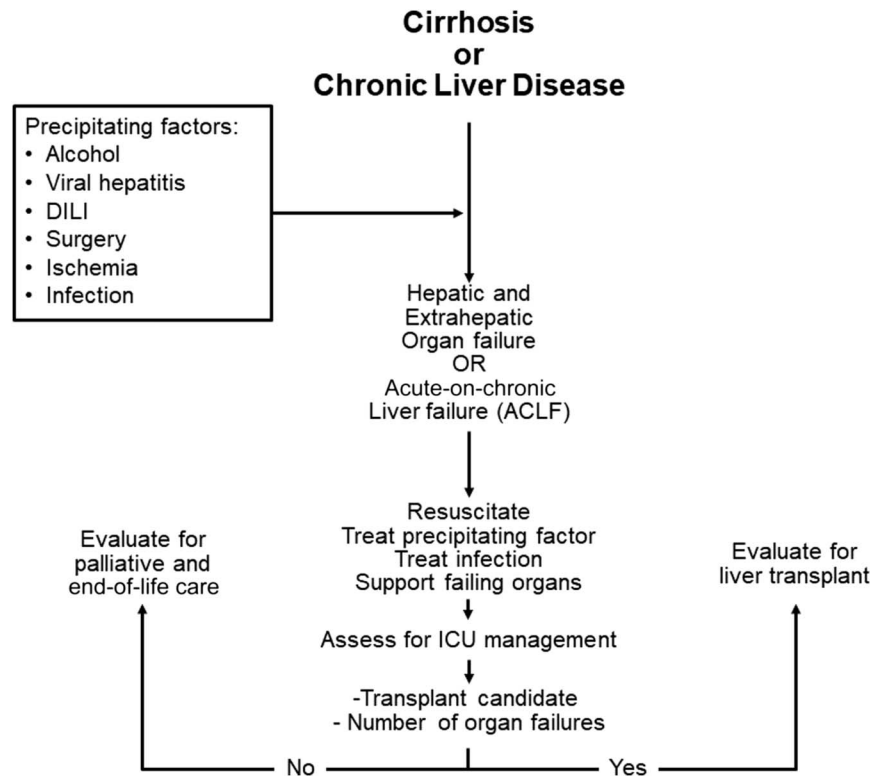 Cirrhosis
or
Chronic Liver Disease
Precipitating factors:
• Alcohol
• Viral hepatitis
• DILI
• Surgery
• Ischemia
• Infection
Hepatic and
Extrahepatic
Organ failure
OR
Acute-on-chronic
Liver failure (ACLF)
Resuscitate
Treat precipitating factor
Treat infection
Support failing organs
Evaluate for
palliative and
end-of-life care
Evaluate for
liver transplant
Assess for ICU management
-Transplant candidate
- Number of organ failures
No
Yes